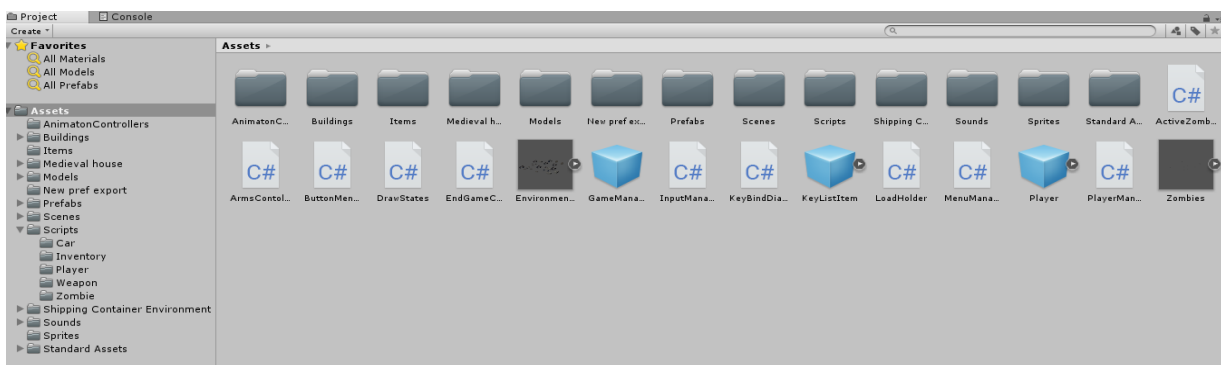 Project Console
Create
Favorites
All Materials
All Models
All Prefabs
Assets
AnimatonControllers
Buildings
Items
Medieval house
Models
New pref export
Prefabs
Scenes
Scripts
Car
Inventory
Player
Weapon
Zombie
Shipping Container Environment
Sounds
Sprites
Standard Assets
Assets
AnimatonC... Buildings Items Medieval h... Models New pref ex... Prefabs Scenes Scripts Shipping C... Sounds Sprites Standard A... ActiveZomb...
C#
C# C# C# C# C# C# C# C# C#
ArmsContol... ButtonMen... DrawStates EndGameC... Environmen... GameMana... InputMana... KeyBindDia... KeyListItem LoadHolder MenuMana... Player PlayerMan... Zombies